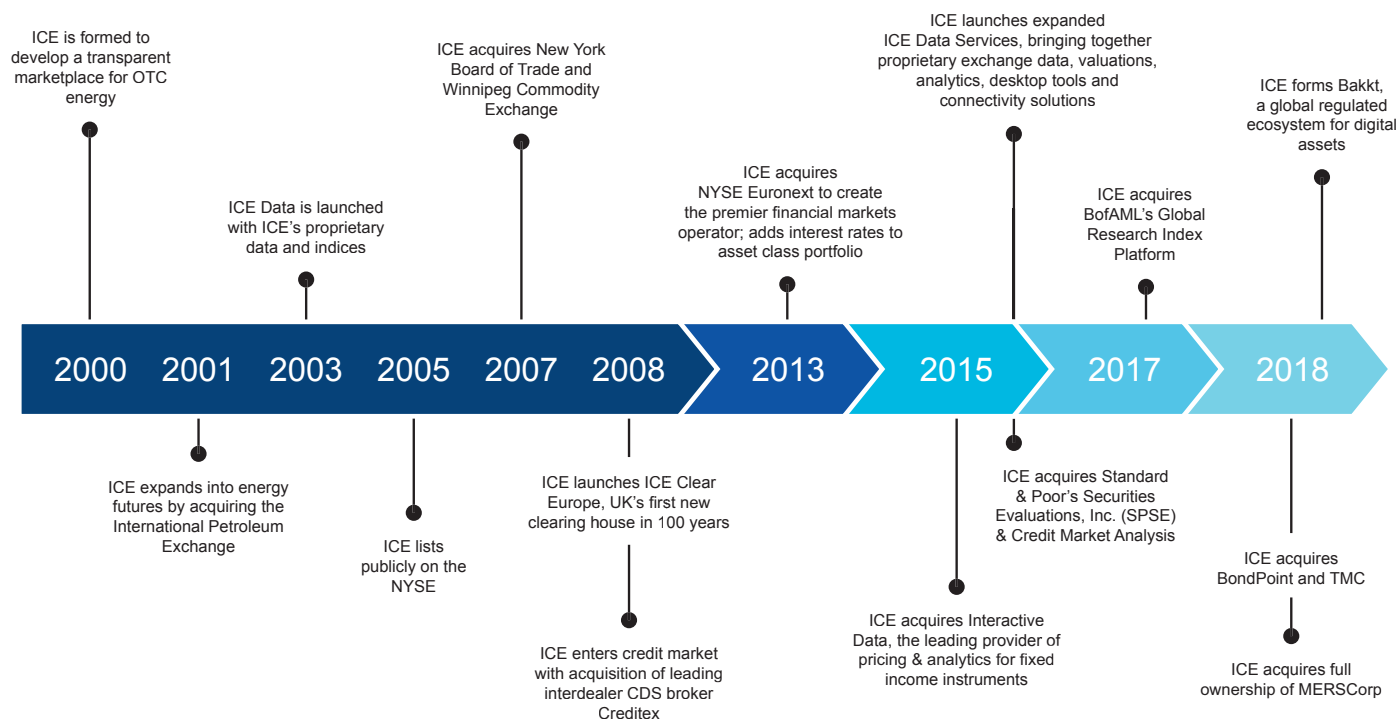 ICE is formed to
develop a transparent
marketplace for OTC
energy
ICE Data is launched
with ICE's proprietary
data and indices
ICE acquires New York
Board of Trade and
Winnipeg Commodity
Exchange
ICE acquires
NYSE Euronext to create
the premier financial markets
operator; adds interest rates to
asset class portfolio
ICE launches expanded
ICE Data Services, bringing together
proprietary exchange data, valuations,
analytics, desktop tools and
connectivity solutions
ICE acquires
BofAML's Global
Research Index
Platform
ICE forms Bakkt,
a global regulated
ecosystem for digital
assets
2000 2001 2003 2005 2007 2008 2013 2015 2017 2018
ICE expands into energy
futures by acquiring the
International Petroleum
Exchange
ICE lists
publicly on the
NYSE
ICE launches ICE Clear
Europe, UK's first new
clearing house in 100 years
ICE enters credit market
with acquisition of leading
interdealer CDS broker
Creditex
ICE acquires Interactive
Data, the leading provider of
pricing & analytics for fixed
income instruments
ICE acquires Standard
& Poor's Securities
Evaluations, Inc. (SPSE)
& Credit Market Analysis
ICE acquires
BondPoint and TMC
ICE acquires full
ownership of MERSCorp